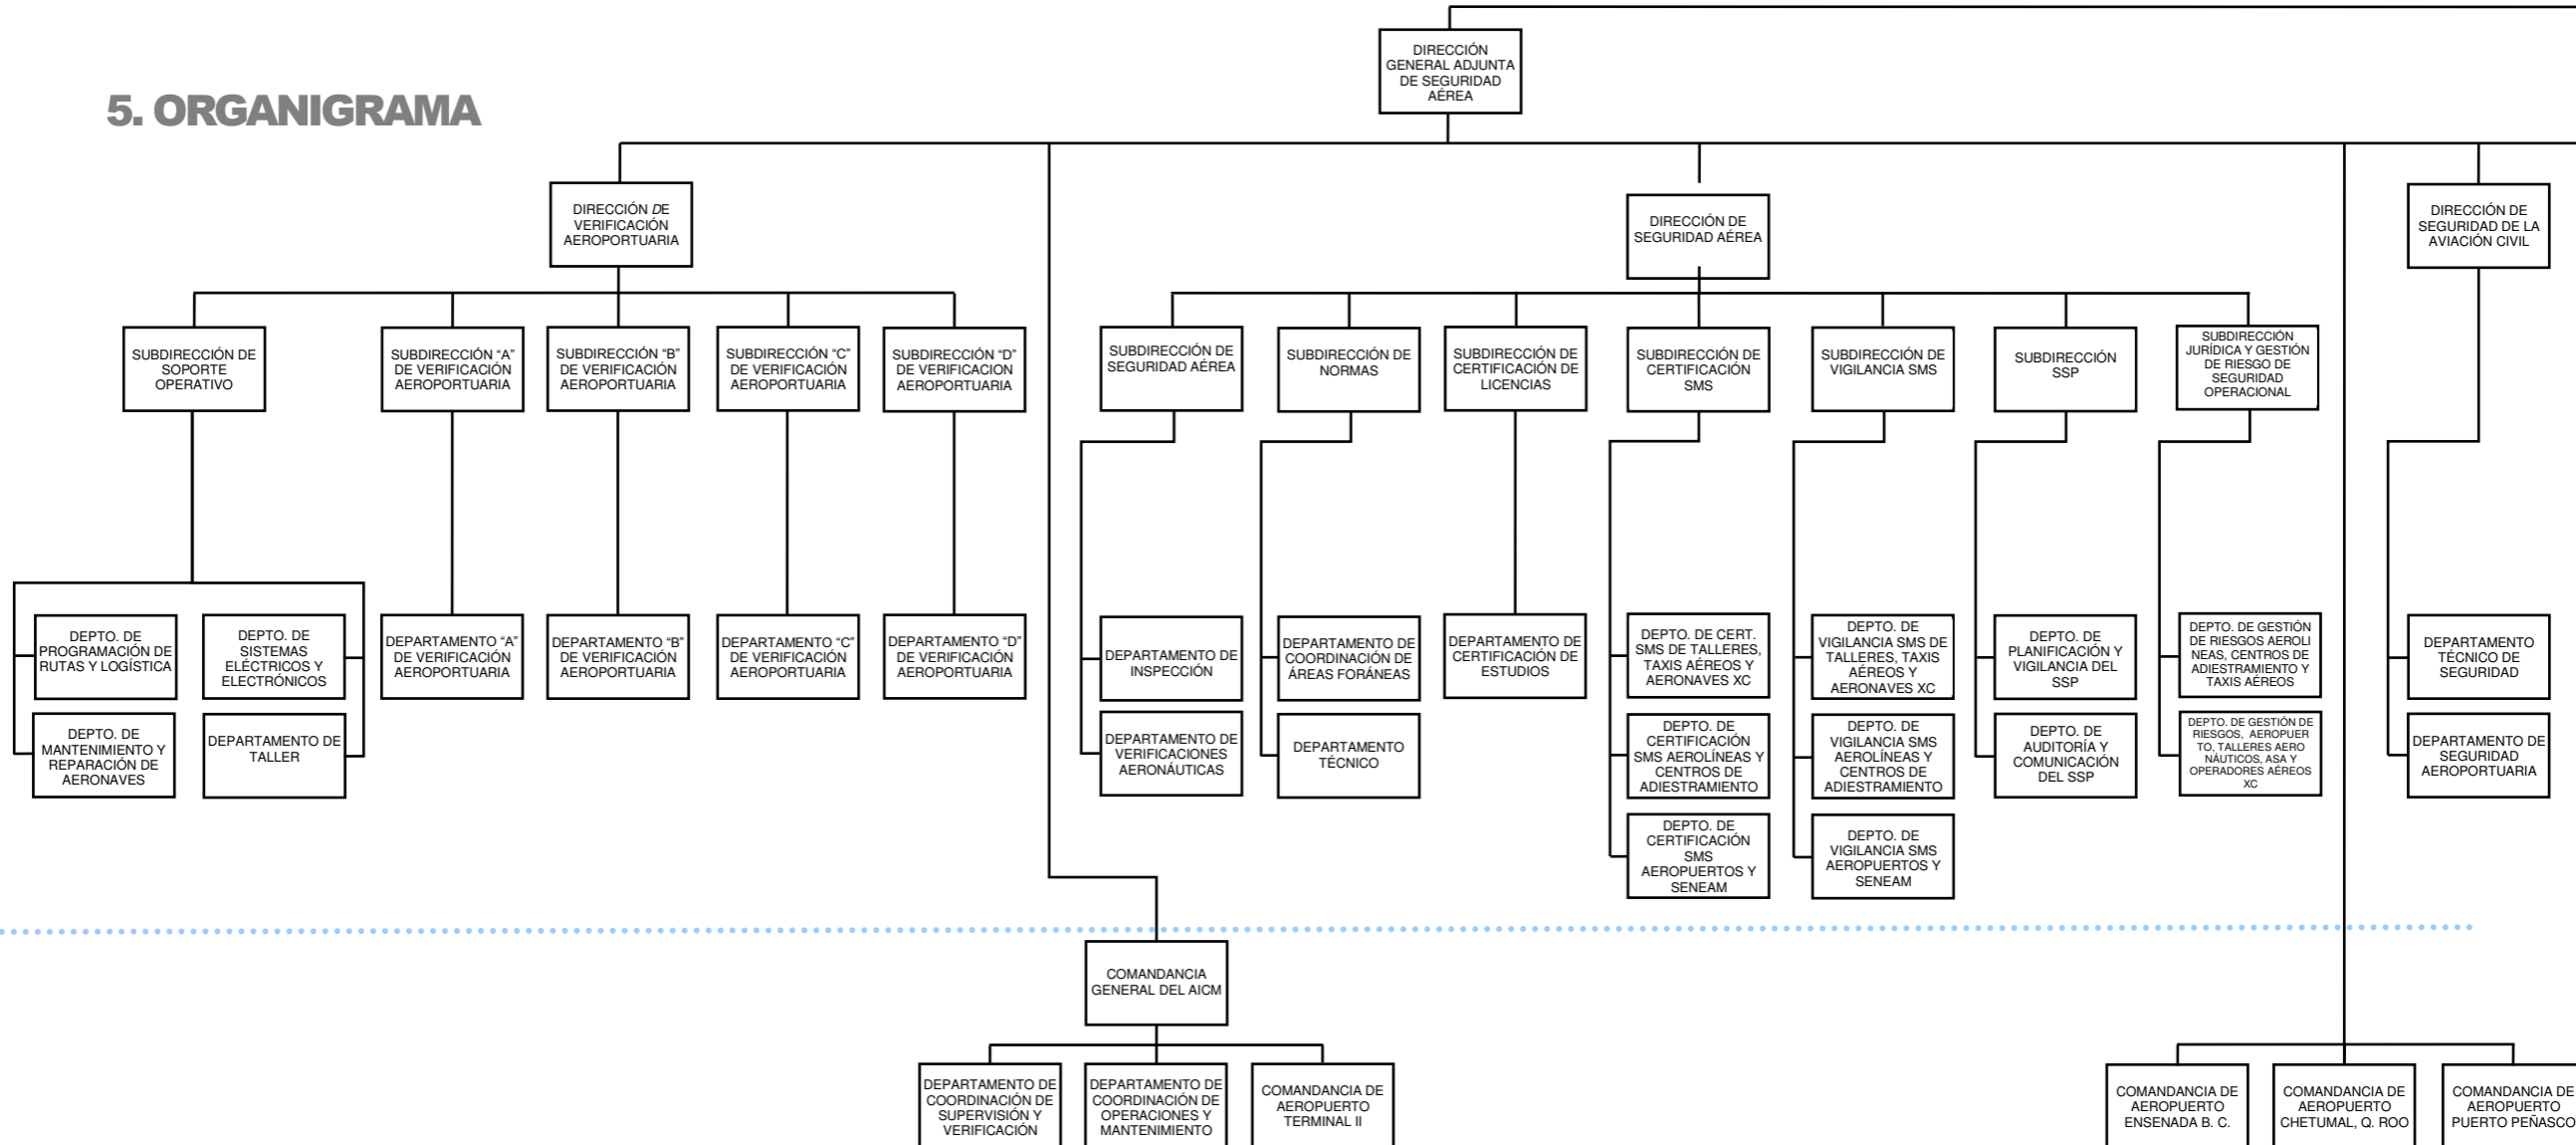 DIRECCIÓN
GENERAL ADJUNTA
DE SEGURIDAD
AÉREA
5. ORGANIGRAMA
DIRECCIÓN DE
VERIFICACIÓN
AEROPORTUARIA
DIRECCIÓN DE
SEGURIDAD AÉREA
DIRECCIÓN DE
SEGURIDAD DE LA
AVIACIÓN CIVIL
SUBDIRECCIÓN DE
SOPORTE
OPERATIVO
SUBDIRECCIÓN “A”
DE VERIFICACIÓN
AEROPORTUARIA
SUBDIRECCIÓN “B”
DE VERIFICACIÓN
AEROPORTUARIA
SUBDIRECCIÓN “C”
DE VERIFICACIÓN
AEROPORTUARIA
SUBDIRECCIÓN “D”
DE VERIFICACION
AEROPORTUARIA
SUBDIRECCIÓN DE
SEGURIDAD AÉREA
SUBDIRECCIÓN DE
NORMAS
SUBDIRECCIÓN DE
CERTIFICACIÓN DE
LICENCIAS
SUBDIRECCIÓN DE
CERTIFICACIÓN
SMS
SUBDIRECCIÓN DE
VIGILANCIA SMS
SUBDIRECCIÓN
SSP
SUBDIRECCIÓN
JURÍDICA Y GESTIÓN
DE RIESGO DE
SEGURIDAD
OPERACIONAL
DEPTO. DE
PROGRAMACIÓN DE
RUTAS Y LOGÍSTICA
DEPTO. DE
SISTEMAS
ELÉCTRICOS Y
ELECTRÓNICOS
DEPARTAMENTO “A”
DE VERIFICACIÓN
AEROPORTUARIA
DEPARTAMENTO “B”
DE VERIFICACIÓN
AEROPORTUARIA
DEPARTAMENTO “C”
DE VERIFICACIÓN
AEROPORTUARIA
DEPARTAMENTO “D”
DE VERIFICACIÓN
AEROPORTUARIA
DEPARTAMENTO DE
INSPECCIÓN
DEPARTAMENTO DE
COORDINACIÓN DE
ÁREAS FORÁNEAS
DEPARTAMENTO DE
CERTIFICACIÓN DE
ESTUDIOS
DEPTO. DE CERT.
SMS DE TALLERES,
TAXIS AÉREOS Y
AERONAVES XC
DEPTO. DE
VIGILANCIA SMS DE
TALLERES, TAXIS
AÉREOS Y
AERONAVES XC
DEPTO. DE
PLANIFICACIÓN Y
VIGILANCIA DEL
SSP
DEPTO. DE GESTIÓN
DE RIESGOS AEROLI
NEAS, CENTROS DE
ADIESTRAMIENTO Y
TAXIS AÉREOS
DEPARTAMENTO
TÉCNICO DE
SEGURIDAD
DEPTO. DE
MANTENIMIENTO Y
REPARACIÓN DE
AERONAVES
DEPARTAMENTO DE
TALLER
DEPARTAMENTO DE
VERIFICACIONES
AERONÁUTICAS
DEPARTAMENTO
TÉCNICO
DEPTO. DE
CERTIFICACIÓN
SMS AEROLÍNEAS Y
CENTROS DE
ADIESTRAMIENTO
DEPTO. DE
VIGILANCIA SMS
AEROLÍNEAS Y
CENTROS DE
ADIESTRAMIENTO
DEPTO. DE
AUDITORÍA Y
COMUNICACIÓN
DEL SSP
DEPTO. DE GESTIÓN DE
RIESGOS, AEROPUER
TO, TALLERES AERO
NÁUTICOS, ASA Y
OPERADORES AÉREOS
XC
DEPARTAMENTO DE
SEGURIDAD
AEROPORTUARIA
DEPTO. DE
CERTIFICACIÓN
SMS
AEROPUERTOS Y
SENEAM
DEPTO. DE
VIGILANCIA SMS
AEROPUERTOS Y
SENEAM
COMANDANCIA
GENERAL DEL AICM
DEPARTAMENTO DE
COORDINACIÓN DE
SUPERVISIÓN Y
VERIFICACIÓN
DEPARTAMENTO DE
COORDINACIÓN DE
OPERACIONES Y
MANTENIMIENTO
COMANDANCIA DE
AEROPUERTO
TERMINAL II
COMANDANCIA DE
AEROPUERTO
ENSENADA B. C.
COMANDANCIA DE
AEROPUERTO
CHETUMAL, Q. ROO
COMANDANCIA DE
AEROPUERTO
PUERTO PEÑASCO